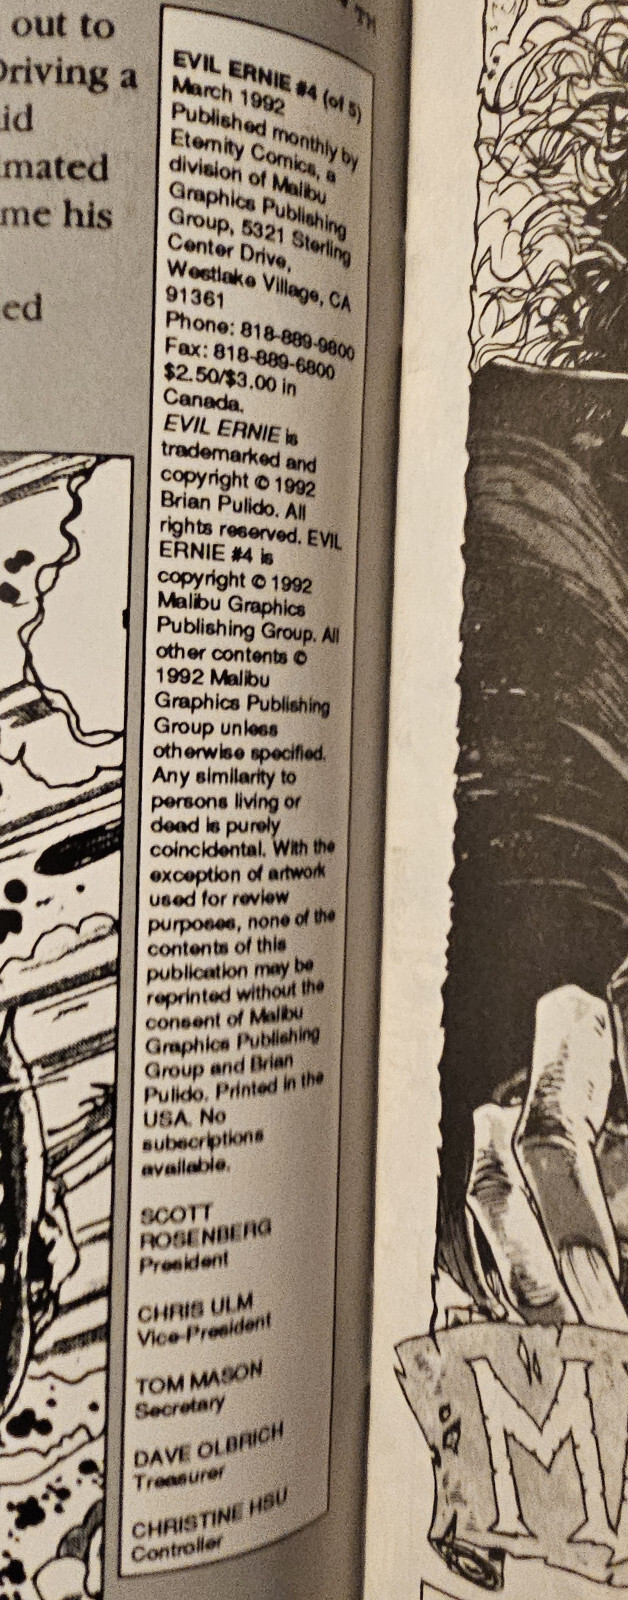 out to
Driving a
id
mated
me his
ed
TH
EVIL ERNIE #4 (of 5)
March 1992
Published monthly by
Eternity Comics, a
division of Malibu
Graphics Publishing
Group, 5321 Sterling
Center Drive,
Westlake Village, CA
91361
Phone: 818-889-9800
Fax: 818-889-6800
$2.50/$3.00 in
Canada.
EVIL ERNIE is
trademarked and
copyright © 1992
Brian Pulido. All
rights reserved. EVIL
ERNIE #4 is
copyright © 1992
Malibu Graphics
Publishing Group. All
other contents ©
1992 Malibu
Graphics Publishing
Group unless
otherwise specified.
Any similarity to
persons living or
dead is purely
coincidental. With the
exception of artwork
used for review
purposes, none of the
contents of this
publication may be
reprinted without the
consent of Malibu
Graphics Publishing
Group and Brian
Pulido. Printed in the
USA. No
subscriptions
available.
SCOTT
ROSENBERG
President
CHRIS ULM
Vice-President
TOM MASON
Secretary
DAVE OLBRICH
Treasurer
CHRISTINE HSU
Controller
M